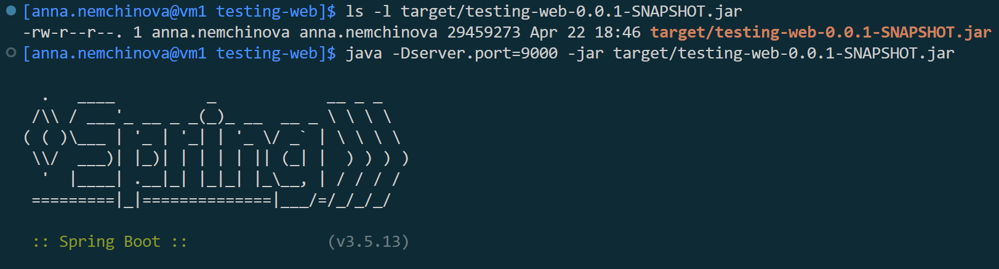 [anna.nemchinova@vm1 testing-web]$ ls -l target/testing-web-0.0.1-SNAPSHOT.jar
-rw-r--r--. 1 anna.nemchinova anna.nemchinova 29459273 Apr 22 18:46 target/testing-web-0.0.1-SNAPSHOT.jar
[anna.nemchinova@vm1 testing-web]$ java -Dserver.port=9000 -jar target/testing-web-0.0.1-SNAPSHOT.jar
  .   ____          _            __ _ _
 /\\ / ___'_ __ _ _(_)_ __  __ _ \ \ \ \
( ( )\___ | '_ | '_| | '_ \/ _` | \ \ \ \
 \\/  ___)| |_)| | | | | || (_| |  ) ) ) )
  '  |____| .__|_| |_|_| |_\__, | / / / /
 =========|_|==============|___/=/_/_/_/
 :: Spring Boot ::               (v3.5.13)